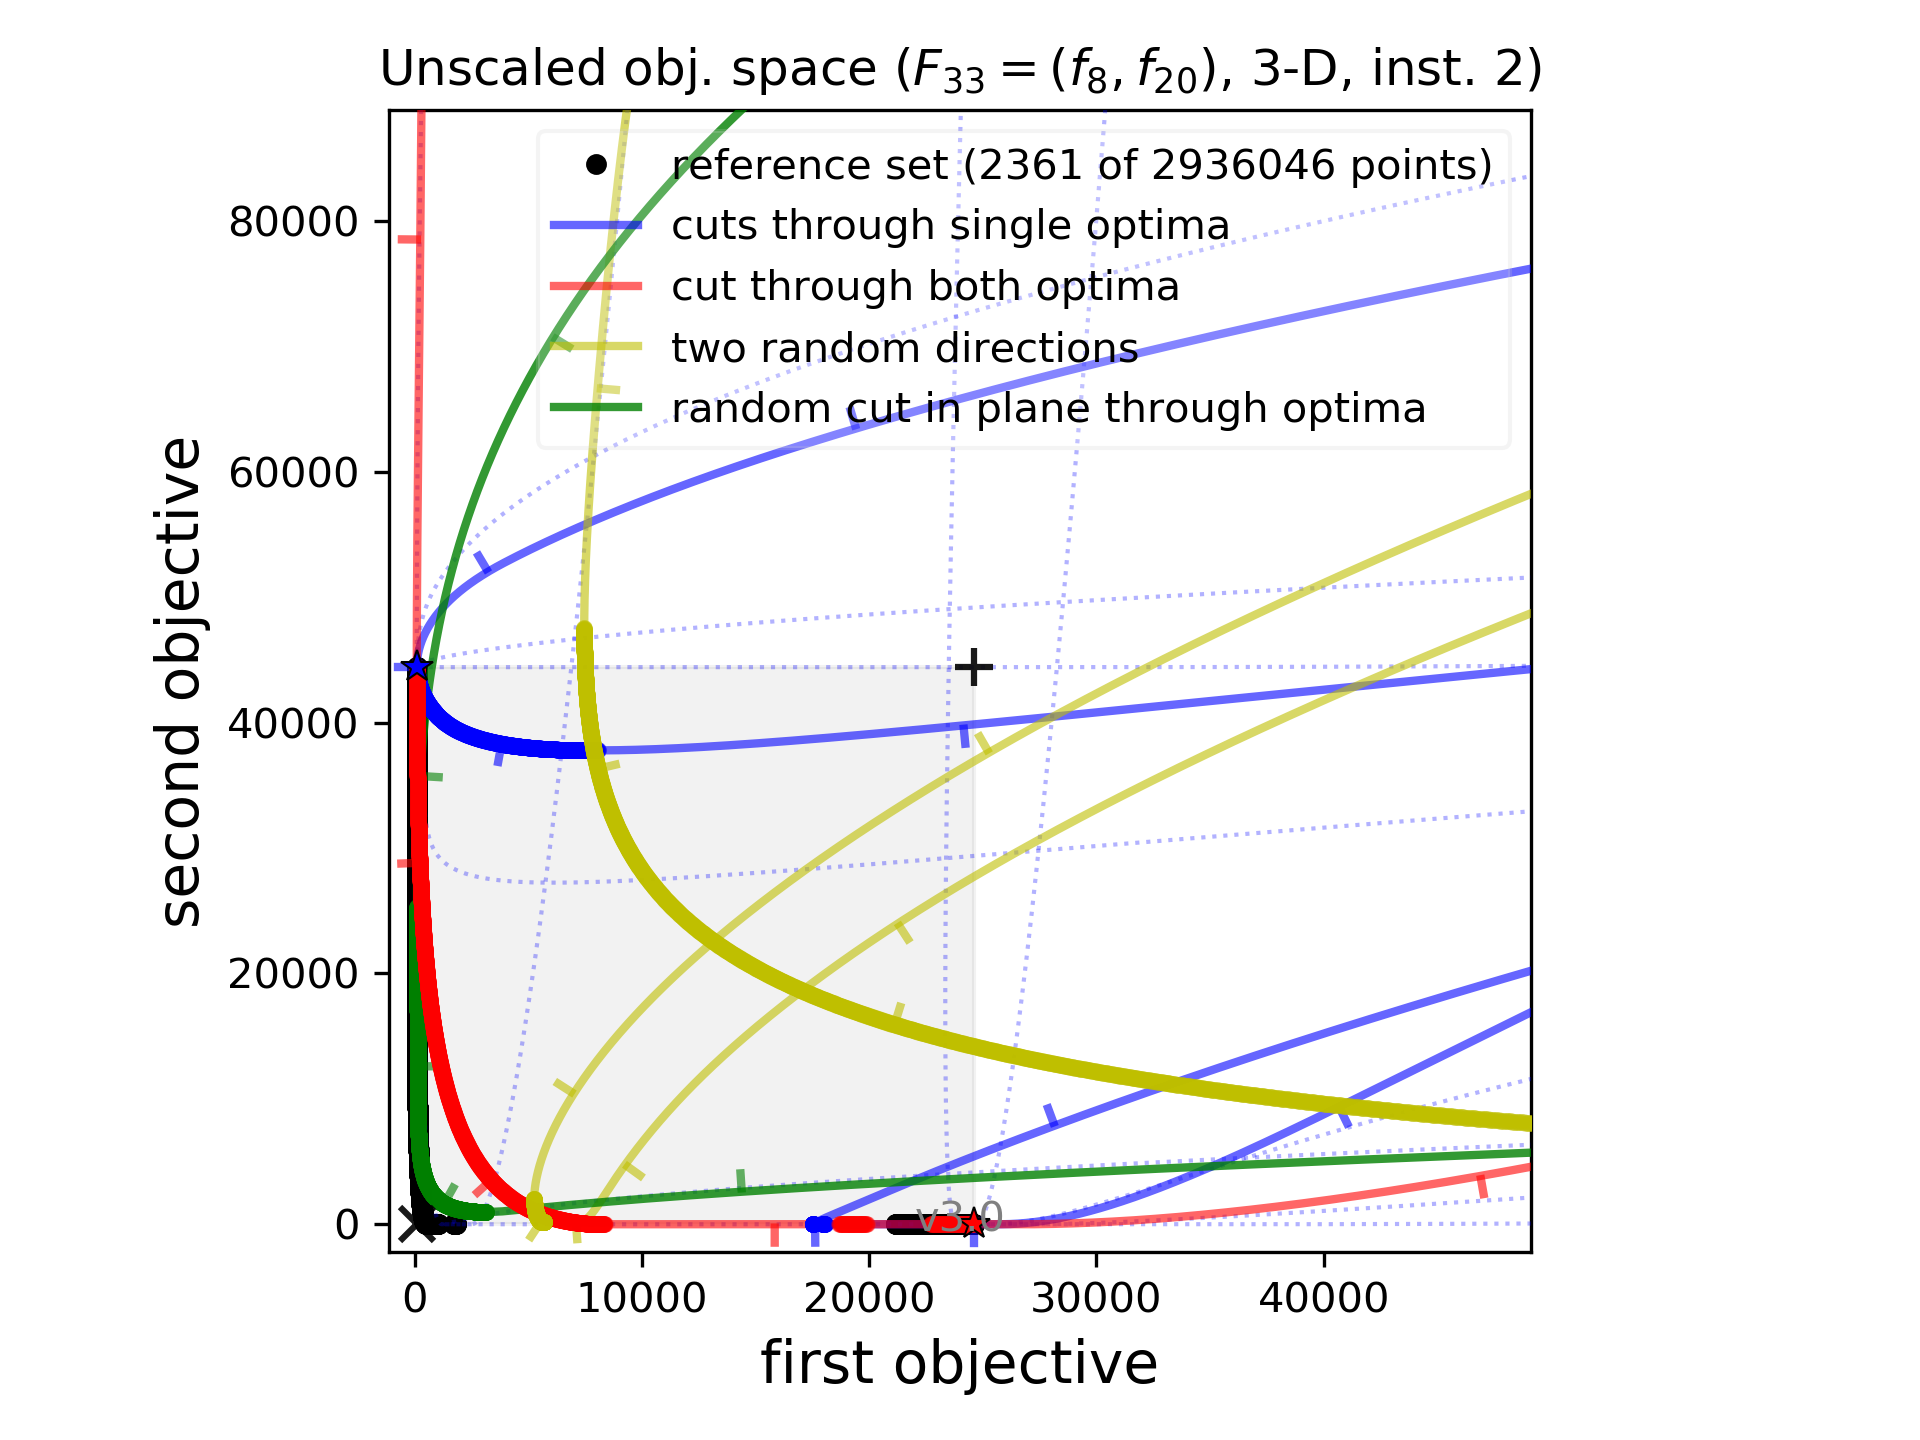 Unscaled obj. space (F33 = (f8, f20), 3-D, inst. 2)
reference set (2361 of 2936046 points)
cuts through single optima
cut through both optima
two random directions
random cut in plane through optima
second objective
80000
60000
40000
20000
0
v3.0
0 10000 20000 30000 40000
first objective